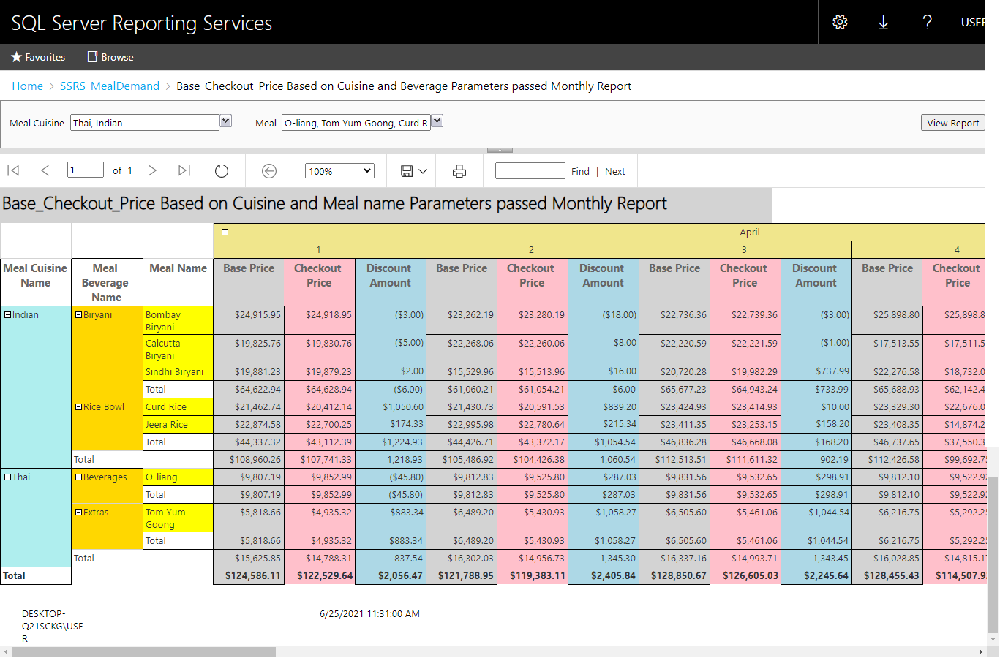 SQL Server Reporting Services
USER
Favorites Browse
Home > SSRS_MealDemand > Base_Checkout_Price Based on Cuisine and Beverage Parameters passed Monthly Report
Meal Cuisine Thai, Indian Meal O-liang, Tom Yum Goong, Curd R View Report
1 of 1 100% Find | Next
Base_Checkout_Price Based on Cuisine and Meal name Parameters passed Monthly Report
April
1 2 3 4
Meal Cuisine Meal Meal Name Base Price Checkout Discount Base Price Checkout Discount Base Price Checkout Discount Base Price Checkout
Name Beverage Price Amount Price Amount Price Amount Price
Name
Indian Biryani Bombay $24,915.95 $24,918.95 ($3.00) $23,262.19 $23,280.19 ($18.00) $22,736.36 $22,739.36 ($3.00) $25,898.80 $25,898.8
Biryani
Calcutta $19,825.76 $19,830.76 ($5.00) $22,268.06 $22,260.06 $8.00 $22,220.59 $22,221.59 ($1.00) $17,513.55 $17,511.5
Biryani
Sindhi Biryani $19,881.23 $19,879.23 $2.00 $15,529.96 $15,513.96 $16.00 $20,720.28 $19,982.29 $737.99 $22,276.58 $18,732.0
Total $64,622.94 $64,628.94 ($6.00) $61,060.21 $61,054.21 $6.00 $65,677.23 $64,943.24 $733.99 $65,688.93 $62,142.4
Rice Bowl Curd Rice $21,462.74 $20,412.14 $1,050.60 $21,430.73 $20,591.53 $839.20 $23,424.93 $23,414.93 $10.00 $23,329.30 $22,676.0
Jeera Rice $22,874.58 $22,700.25 $174.33 $22,995.98 $22,780.64 $215.34 $23,411.35 $23,253.15 $158.20 $23,408.35 $14,874.2
Total $44,337.32 $43,112.39 $1,224.93 $44,426.71 $43,372.17 $1,054.54 $46,836.28 $46,668.08 $168.20 $46,737.65 $37,550.3
Total $108,960.26 $107,741.33 1,218.93 $105,486.92 $104,426.38 1,060.54 $112,513.51 $111,611.32 902.19 $112,426.58 $99,692.7
Thai Beverages O-liang $9,807.19 $9,852.99 ($45.80) $9,812.83 $9,525.80 $287.03 $9,831.56 $9,532.65 $298.91 $9,812.10 $9,522.9
Total $9,807.19 $9,852.99 ($45.80) $9,812.83 $9,525.80 $287.03 $9,831.56 $9,532.65 $298.91 $9,812.10 $9,522.9
Extras Tom Yum $5,818.66 $4,935.32 $883.34 $6,489.20 $5,430.93 $1,058.27 $6,505.60 $5,461.06 $1,044.54 $6,216.75 $5,292.2
Goong
Total $5,818.66 $4,935.32 $883.34 $6,489.20 $5,430.93 $1,058.27 $6,505.60 $5,461.06 $1,044.54 $6,216.75 $5,292.2
Total $15,625.85 $14,788.31 837.54 $16,302.03 $14,956.73 1,345.30 $16,337.16 $14,993.71 1,343.45 $16,028.85 $14,815.1
Total $124,586.11 $122,529.64 $2,056.47 $121,788.95 $119,383.11 $2,405.84 $128,850.67 $126,605.03 $2,245.64 $128,455.43 $114,507.9
DESKTOP- 6/25/2021 11:31:00 AM
Q21SCKG\USE
R